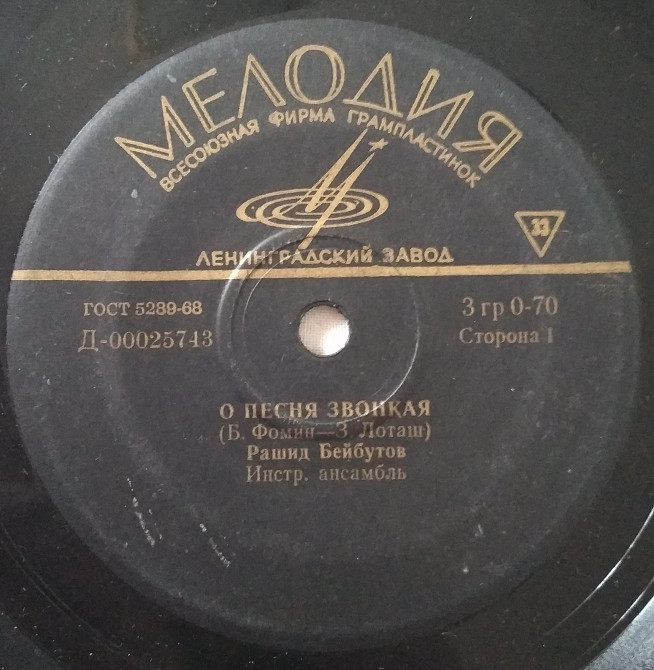 МЕЛОДИЯ
ВСЕСОЮЗНАЯ ФИРМА ГРАМПЛАСТИНОК
33
ЛЕНИНГРАДСКИЙ ЗАВОД
ГОСТ 5289-68
3 гр 0-70
Д-00025743
Сторона 1
О ПЕСНЯ ЗВОНКАЯ
(Б. Фомин—З. Лоташ)
Рашид Бейбутов
Инстр. ансамбль